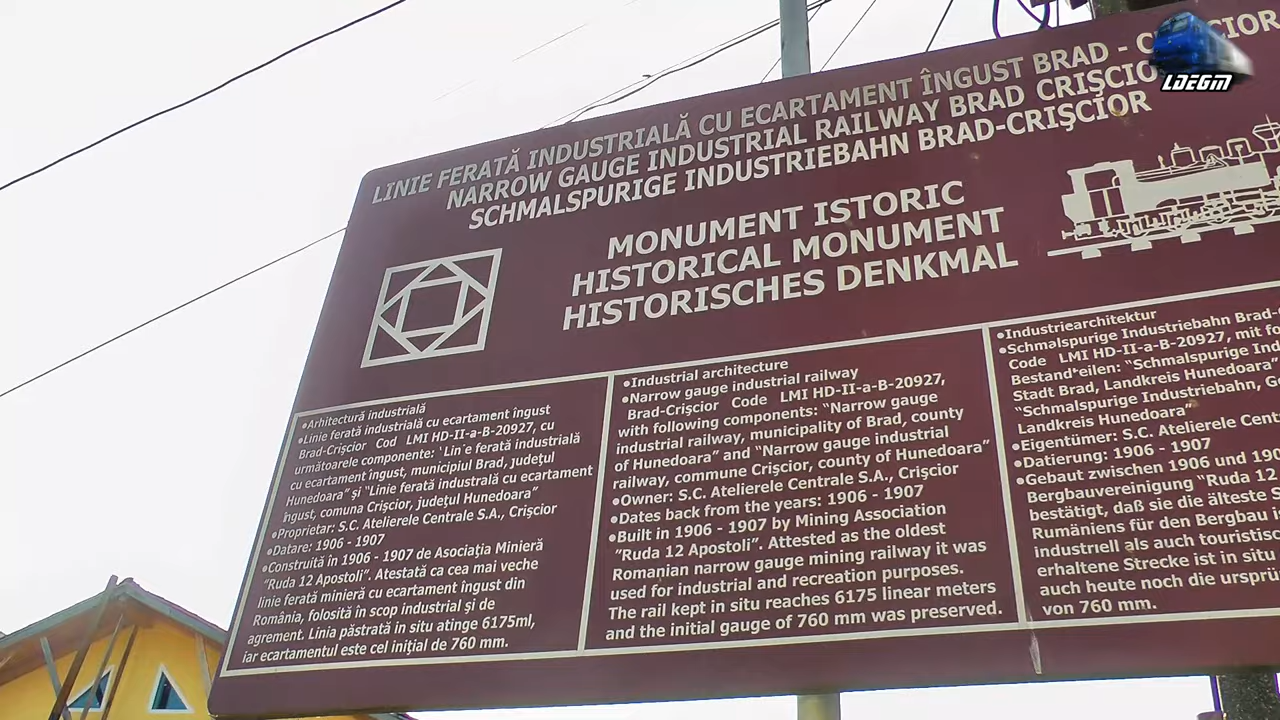 LINIE FERATĂ INDUSTRIALĂ CU ECARTAMENT ÎNGUST BRAD -
NARROW GAUGE INDUSTRIAL RAILWAY BRAD
SCHMALSPURIGE INDUSTRIEBAHN BRAD-CRIŞCIOR
LDEGM
MONUMENT ISTORIC
HISTORICAL MONUMENT
HISTORISCHES DENKMAL
•Arhitectură industrială
•Linie ferată industrială cu ecartament îngust
Brad-Crişcior Cod LMI HD-II-a-B-20927, cu
următoarele componente: "Linie ferată industrială
cu ecartament îngust, municipiul Brad, judeţul
Hunedoara" şi "Linie ferată industrală cu ecartament
îngust, comuna Crişcior, judeţul Hunedoara"
•Proprietar: S.C. Atelierele Centrale S.A., Crişcior
•Datare: 1906 - 1907
•Construită în 1906 - 1907 de Asociaţia Minieră
"Ruda 12 Apostoli". Atestată ca cea mai veche
linie ferată minieră cu ecartament îngust din
România, folosită în scop industrial şi de
agrement. Linia păstrată in situ atinge 6175ml,
iar ecartamentul este cel iniţial de 760 mm.
•Industrial architecture
•Narrow gauge industrial railway
Brad-Crişcior Code LMI HD-II-a-B-20927,
with following components: "Narrow gauge
industrial railway, municipality of Brad, county
of Hunedoara" and "Narrow gauge industrial
railway, commune Crişcior, county of Hunedoara"
•Owner: S.C. Atelierele Centrale S.A., Crişcior
•Dates back from the years: 1906 - 1907
•Built in 1906 - 1907 by Mining Association
"Ruda 12 Apostoli". Attested as the oldest
Romanian narrow gauge mining railway it was
used for industrial and recreation purposes.
The rail kept in situ reaches 6175 linear meters
and the initial gauge of 760 mm was preserved.
•Industriearchitektur
•Schmalspurige Industriebahn Brad-
Code LMI HD-II-a-B-20927, mit
Bestandteilen: "Schmalspurige
Stadt Brad, Landkreis Hunedoara"
"Schmalspurige Industriebahn,
Landkreis Hunedoara"
•Eigentümer: S.C. Atelierele
•Datierung: 1906 - 1907
•Gebaut zwischen 1906 und
Bergbauvereinigung "Ruda 12
bestätigt, daß sie die älteste
Rumäniens für den Bergbau
industriell als auch
erhaltene Strecke ist in situ
auch heute noch die
von 760 mm.